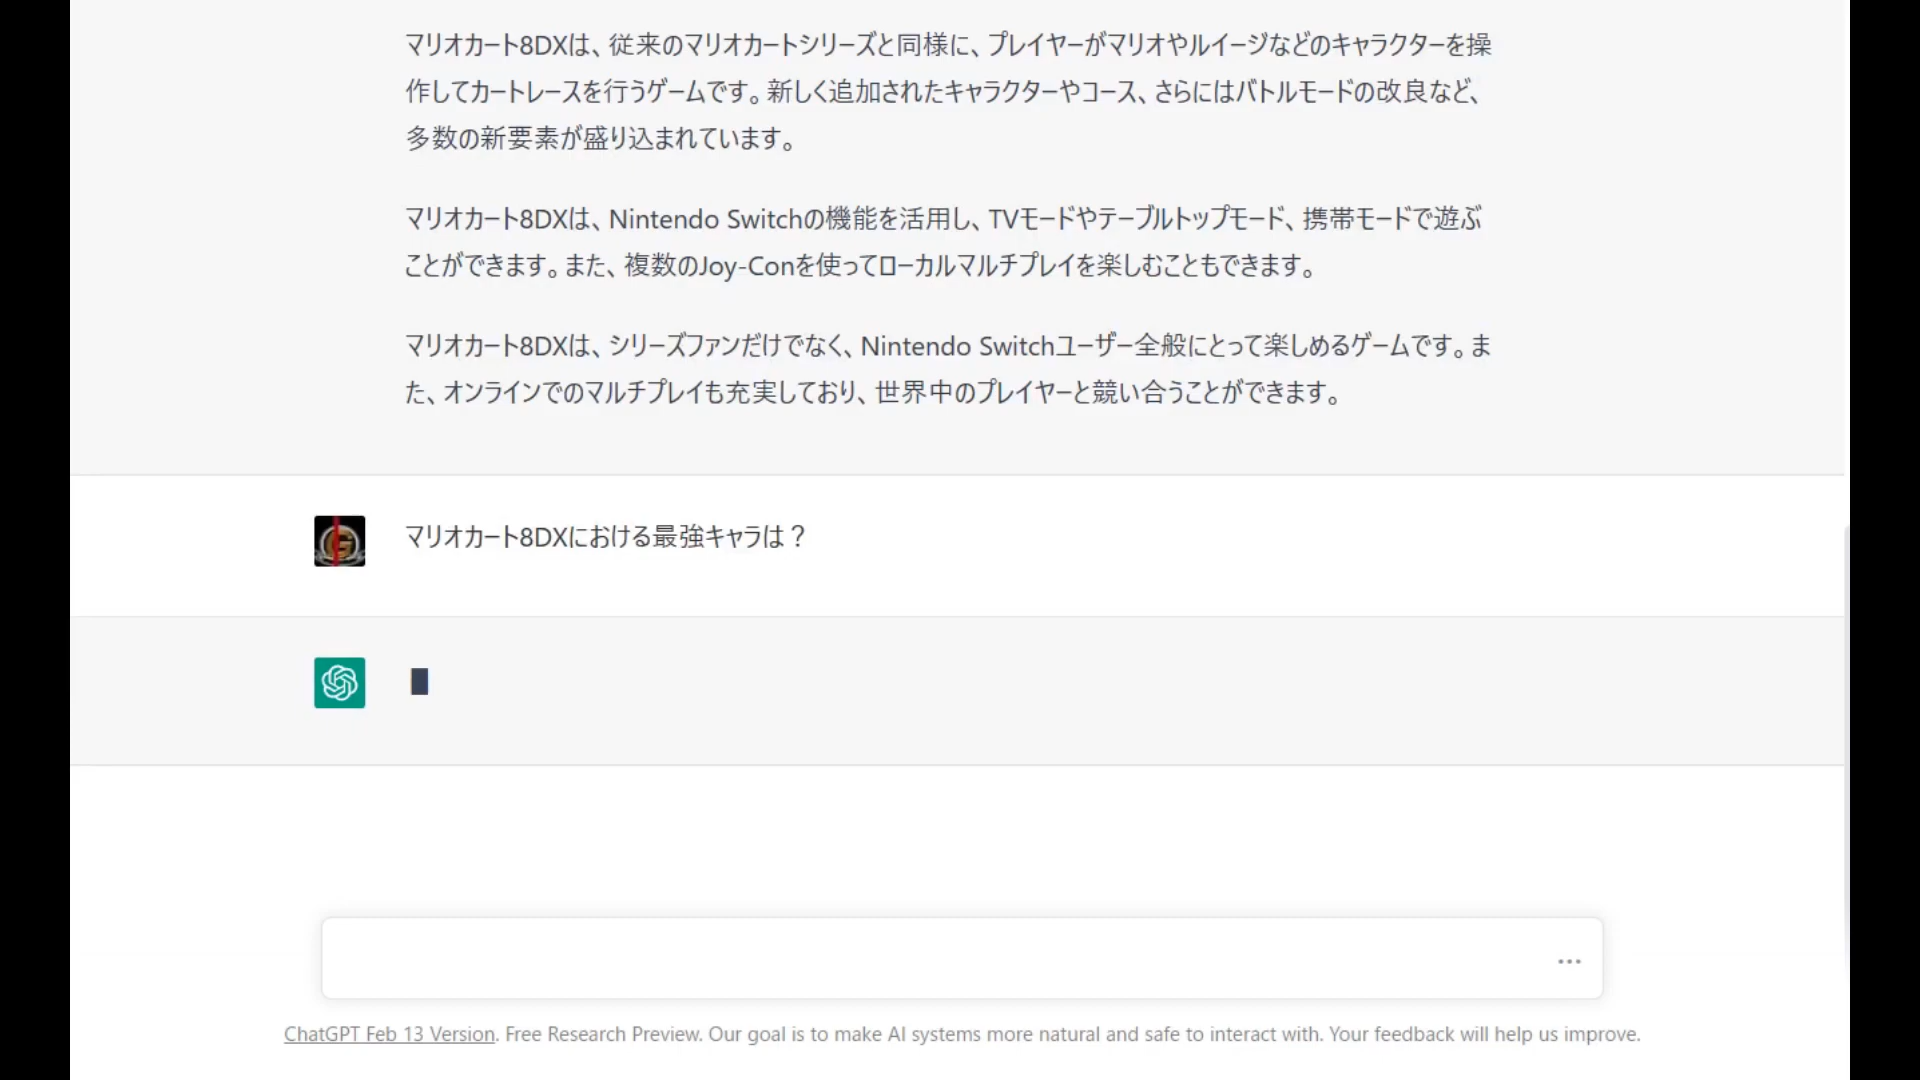 マリオカート8DXは、従来のマリオカートシリーズと同様に、プレイヤーがマリオやルイージなどのキャラクターを操
作してカートレースを行うゲームです。新しく追加されたキャラクターやコース、さらにはバトルモードの改良など、
多数の新要素が盛り込まれています。
マリオカート8DXは、Nintendo Switchの機能を活用し、TVモードやテーブルトップモード、携帯モードで遊ぶ
ことができます。また、複数のJoy-Conを使ってローカルマルチプレイを楽しむこともできます。
マリオカート8DXは、シリーズファンだけでなく、Nintendo Switchユーザー全般にとって楽しめるゲームです。ま
た、オンラインでのマルチプレイも充実しており、世界中のプレイヤーと競い合うことができます。
マリオカート8DXにおける最強キャラは？
ChatGPT Feb 13 Version. Free Research Preview. Our goal is to make AI systems more natural and safe to interact with. Your feedback will help us improve.